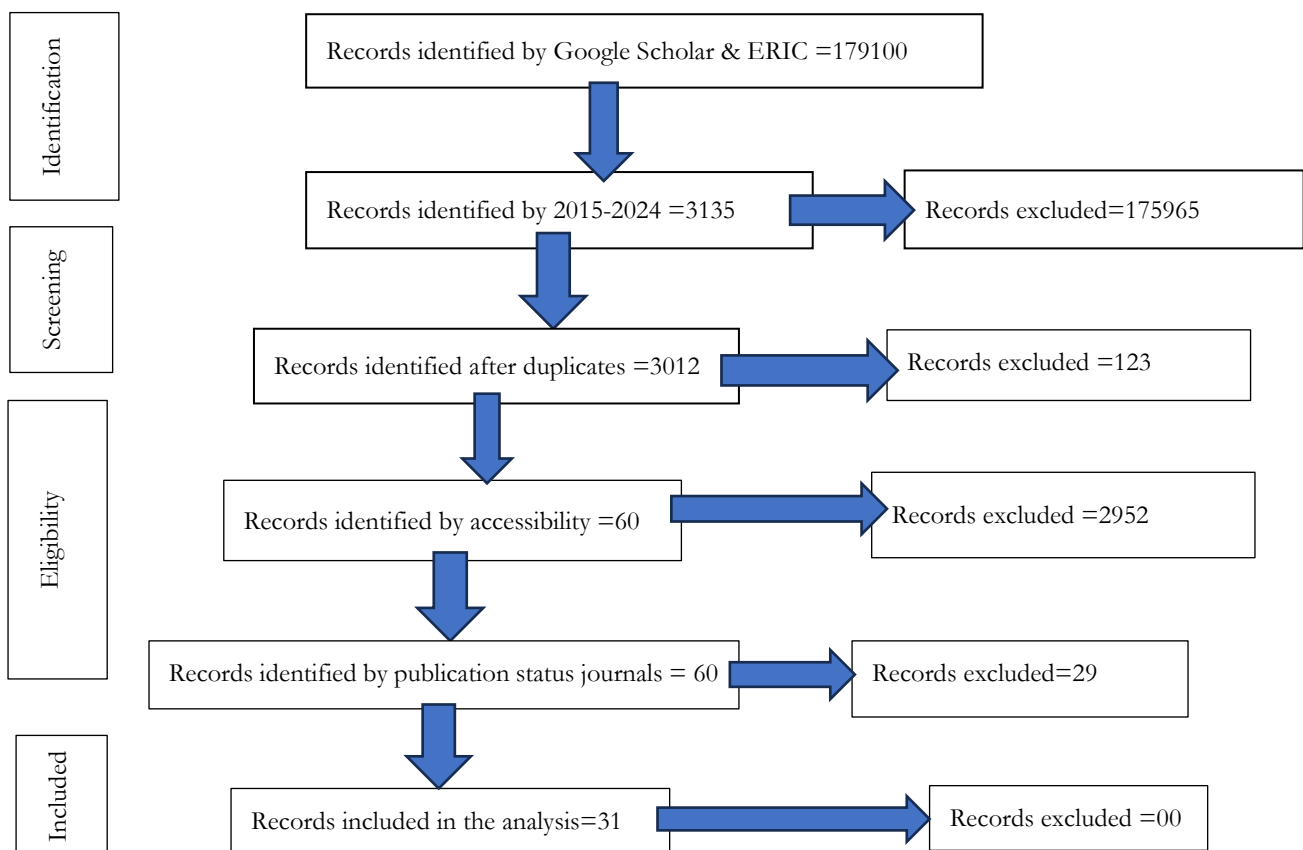 Identification
Records identified by Google Scholar & ERIC =179100
Records identified by 2015-2024 =3135
Records excluded=175965
Screening
Records identified after duplicates =3012
Records excluded =123
Eligibility
Records identified by accessibility =60
Records excluded =2952
Records identified by publication status journals = 60
Records excluded=29
Included
Records included in the analysis=31
Records excluded =00